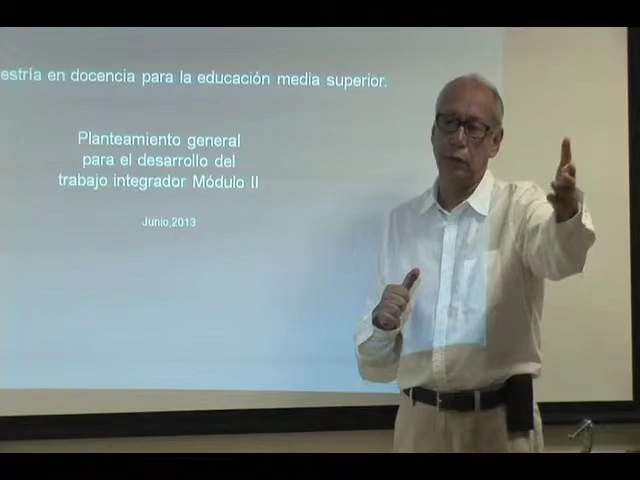 estría en docencia para la educación media superior.
Planteamiento general
para el desarrollo del
trabajo integrador Módulo II
Junio,2013